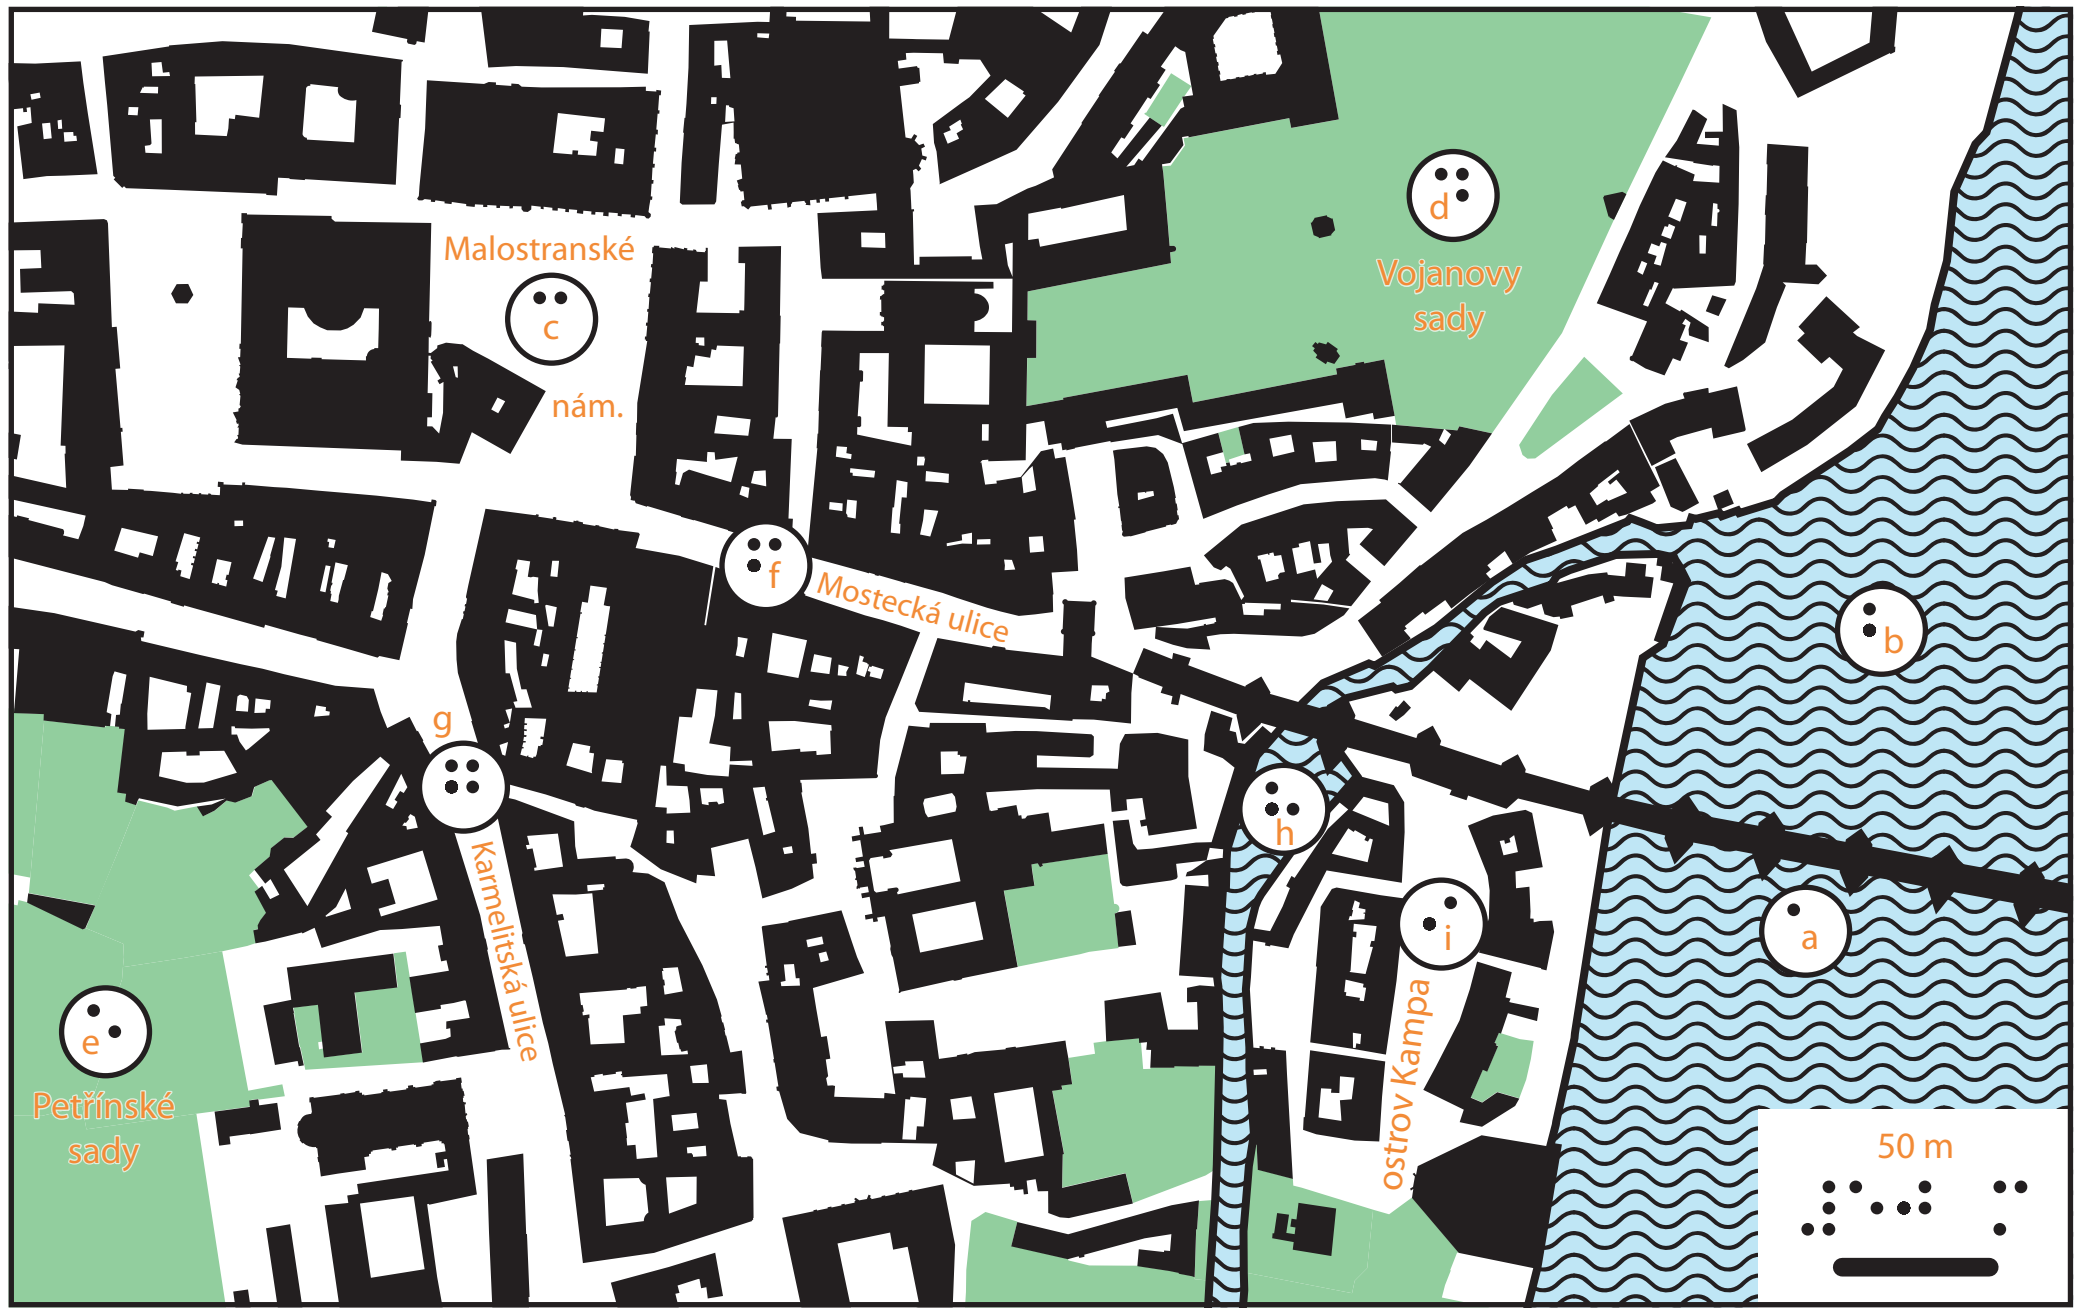 Malostranské
c
nám.
d
Vojanovy
sady
f
Mostecká ulice
b
g
Karmelitská ulice
h
i
ostrov Kampa
a
e
Petřínské
sady
50 m